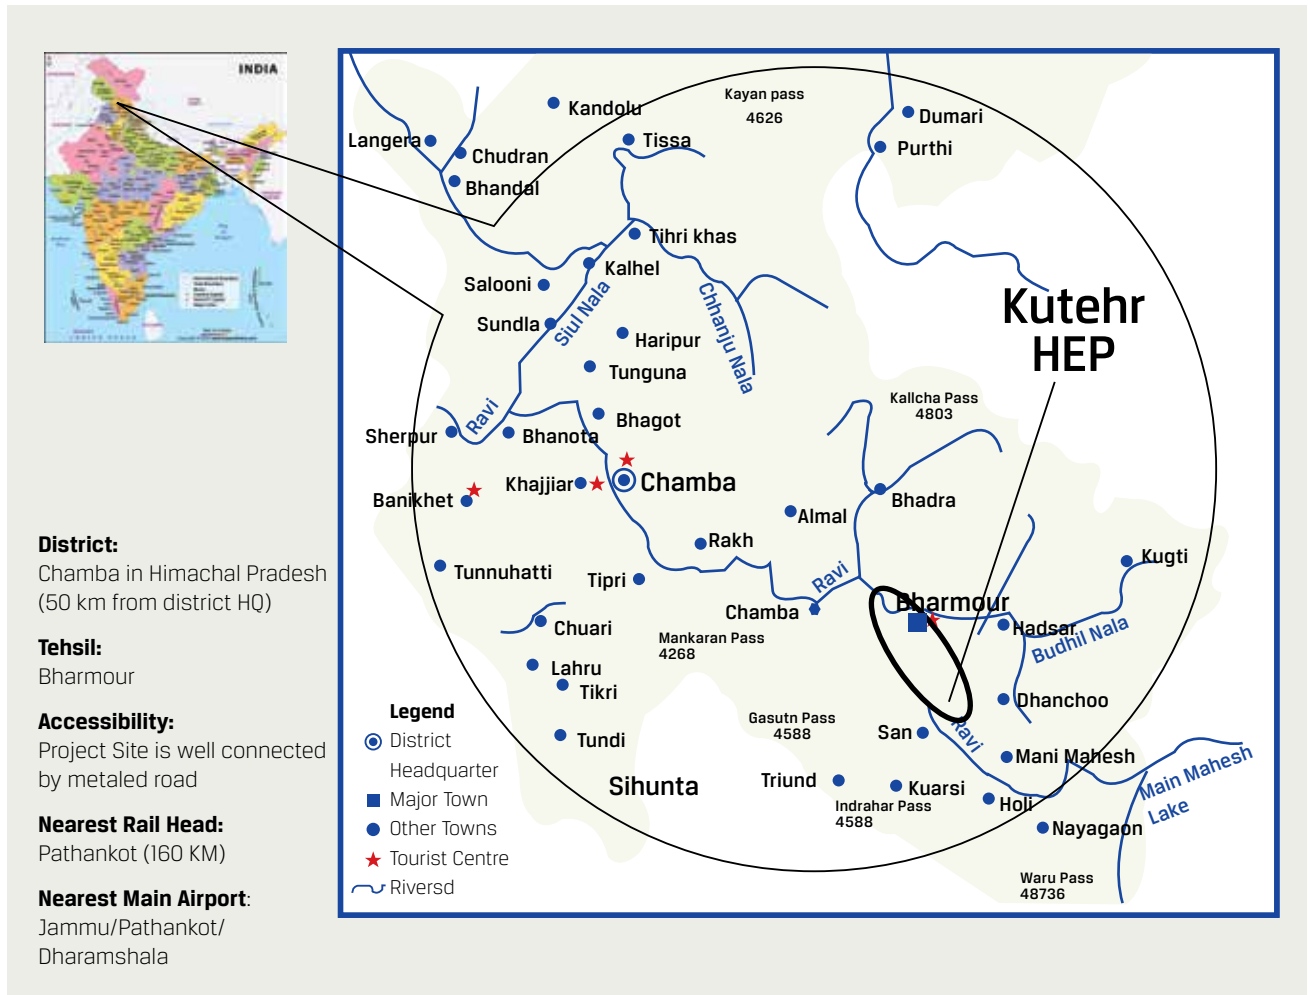 INDIA
District:
Chamba in Himachal Pradesh
(50 km from district HQ)
Tehsil:
Bharmour
Accessibility:
Project Site is well connected
by metaled road
Nearest Rail Head:
Pathankot (160 KM)
Nearest Main Airport:
Jammu/Pathankot/
Dharamshala
Kayan pass
4626
Kandolu
Dumari
Langera
Tissa
Chudran
Purthi
Bhandal
Tihri khas
Kalhel
Salooni
Siul Nala
Chhanju Nala
Kutehr
HEP
Sundla
Haripur
Tunguna
Kallcha Pass
4803
Ravi
Bhagot
Sherpur
Bhanota
Khajjiar
Chamba
Banikhet
Bhadra
Almal
Rakh
Kugti
Tunnuhatti
Tipri
Ravi
Chamba
Bharmour
Chuari
Hadsar
Budhil Nala
Mankaran Pass
4268
Lahru
Tikri
Dhanchoo
Gasutn Pass
4588
San
Ravi
Tundi
Mani Mahesh
Main Mahesh
Lake
Sihunta
Triund
Kuarsi
Indrahar Pass
4588
Holi
Nayagaon
Waru Pass
48736
Legend
District
Headquarter
Major Town
Other Towns
Tourist Centre
Riversd